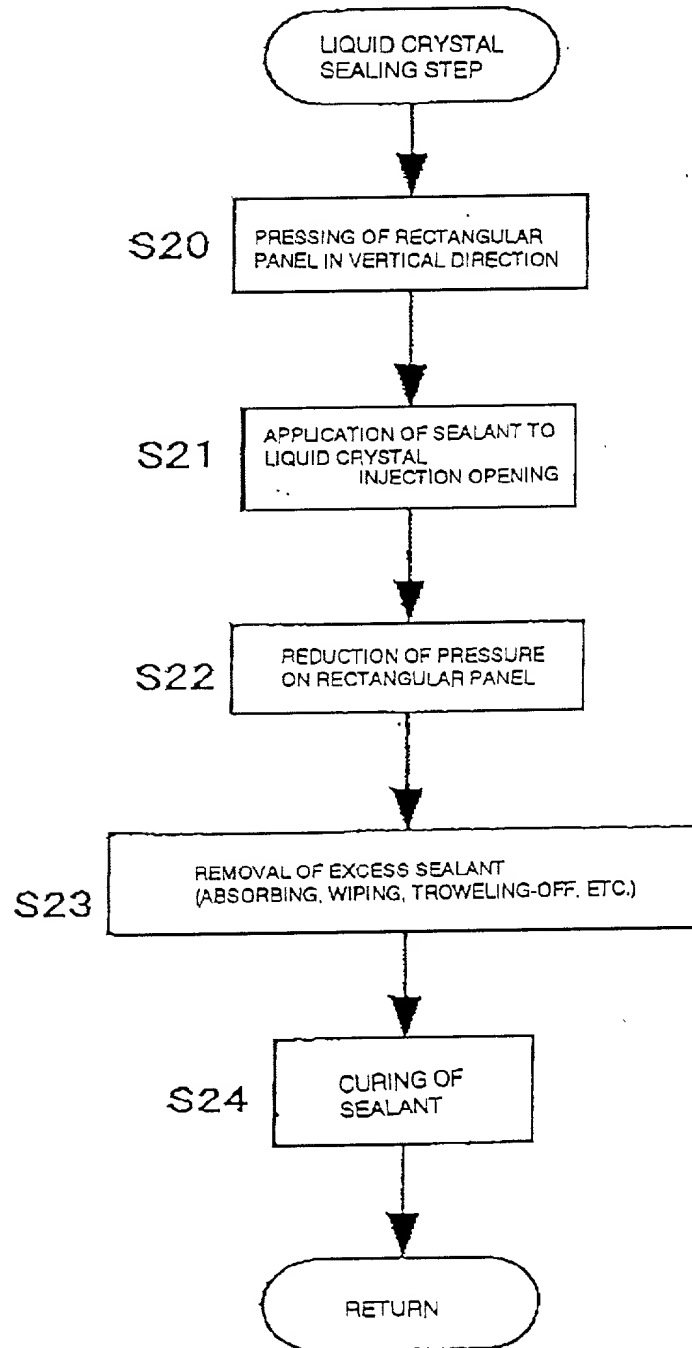 LIQUID CRYSTAL
SEALING STEP
S20
PRESSING OF RECTANGULAR
PANEL IN VERTICAL DIRECTION
S21
APPLICATION OF SEALANT TO
LIQUID CRYSTAL
INJECTION OPENING
S22
REDUCTION OF PRESSURE
ON RECTANGULAR PANEL
S23
REMOVAL OF EXCESS SEALANT
(ABSORBING, WIPING, TROWELING-OFF, ETC.)
S24
CURING OF
SEALANT
RETURN